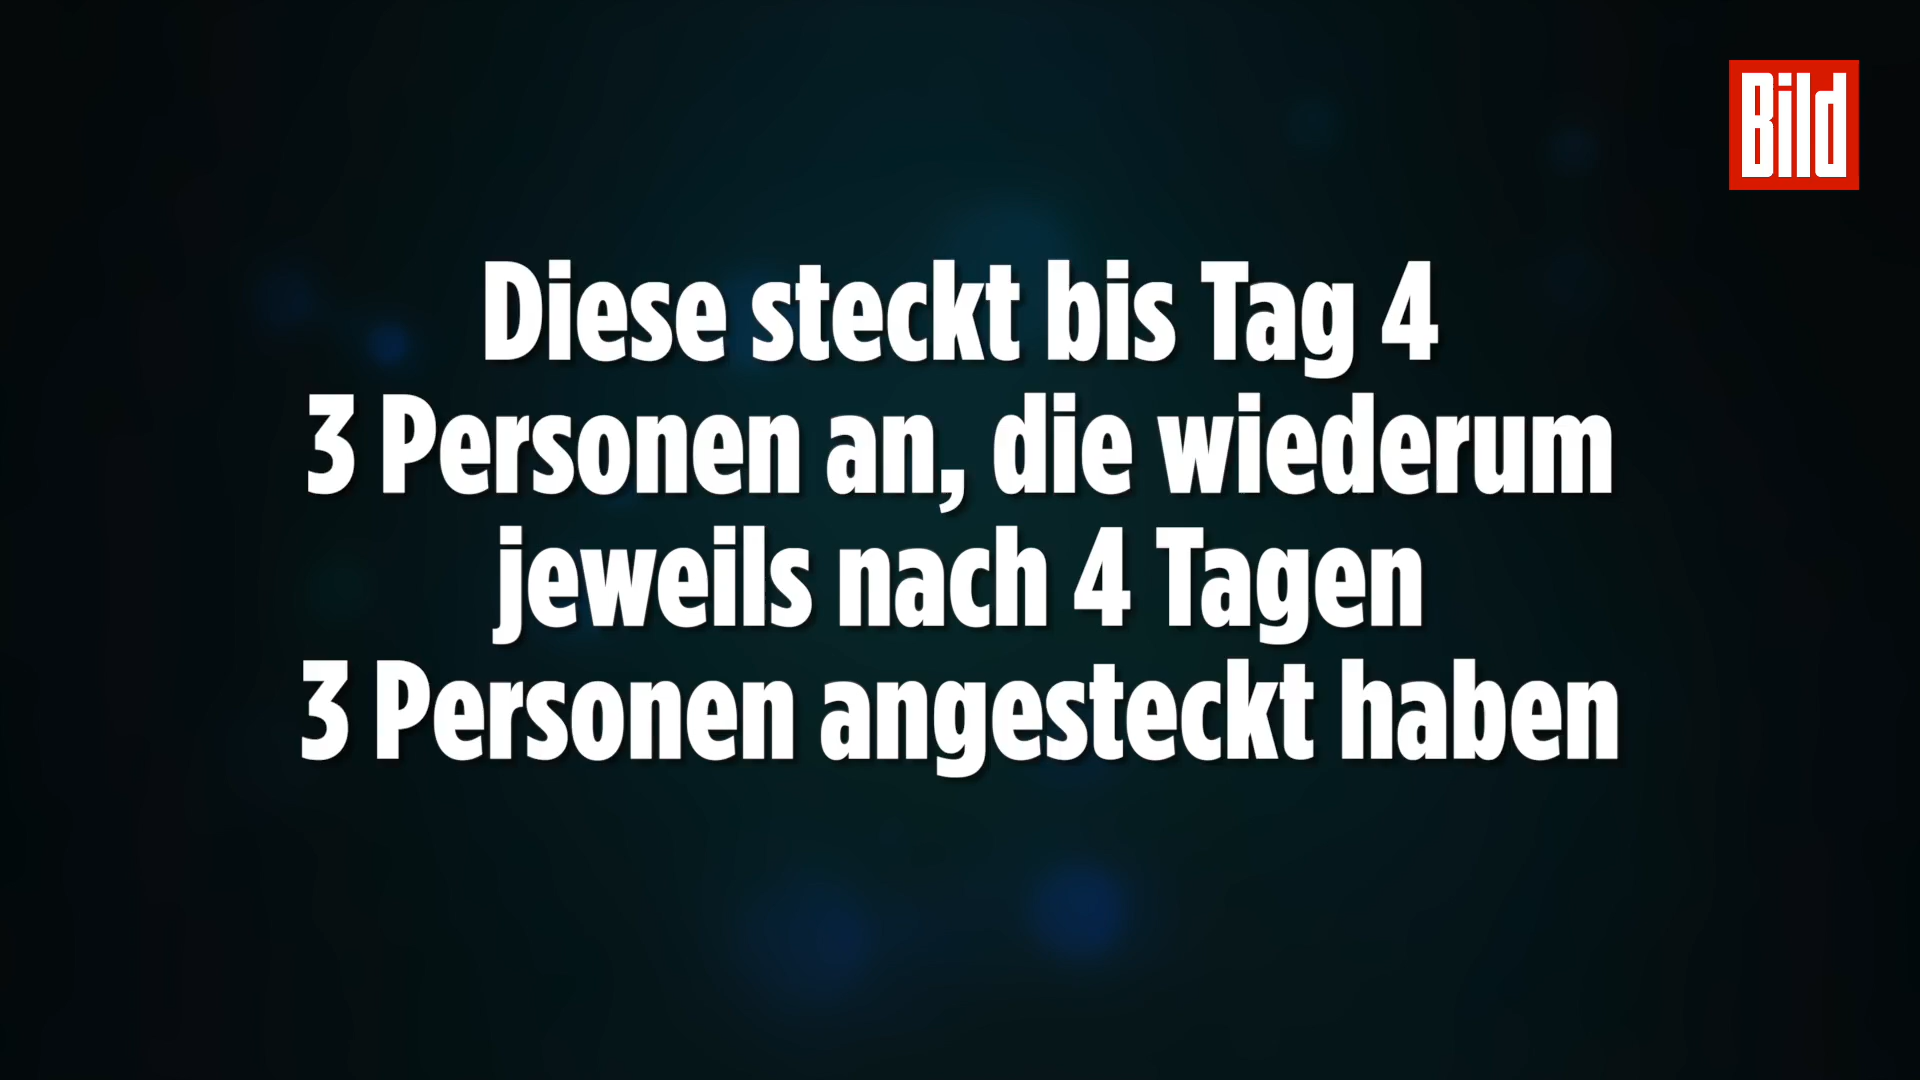 Bild
Diese steckt bis Tag 4
3 Personen an, die wiederum
jeweils nach 4 Tagen
3 Personen angesteckt haben